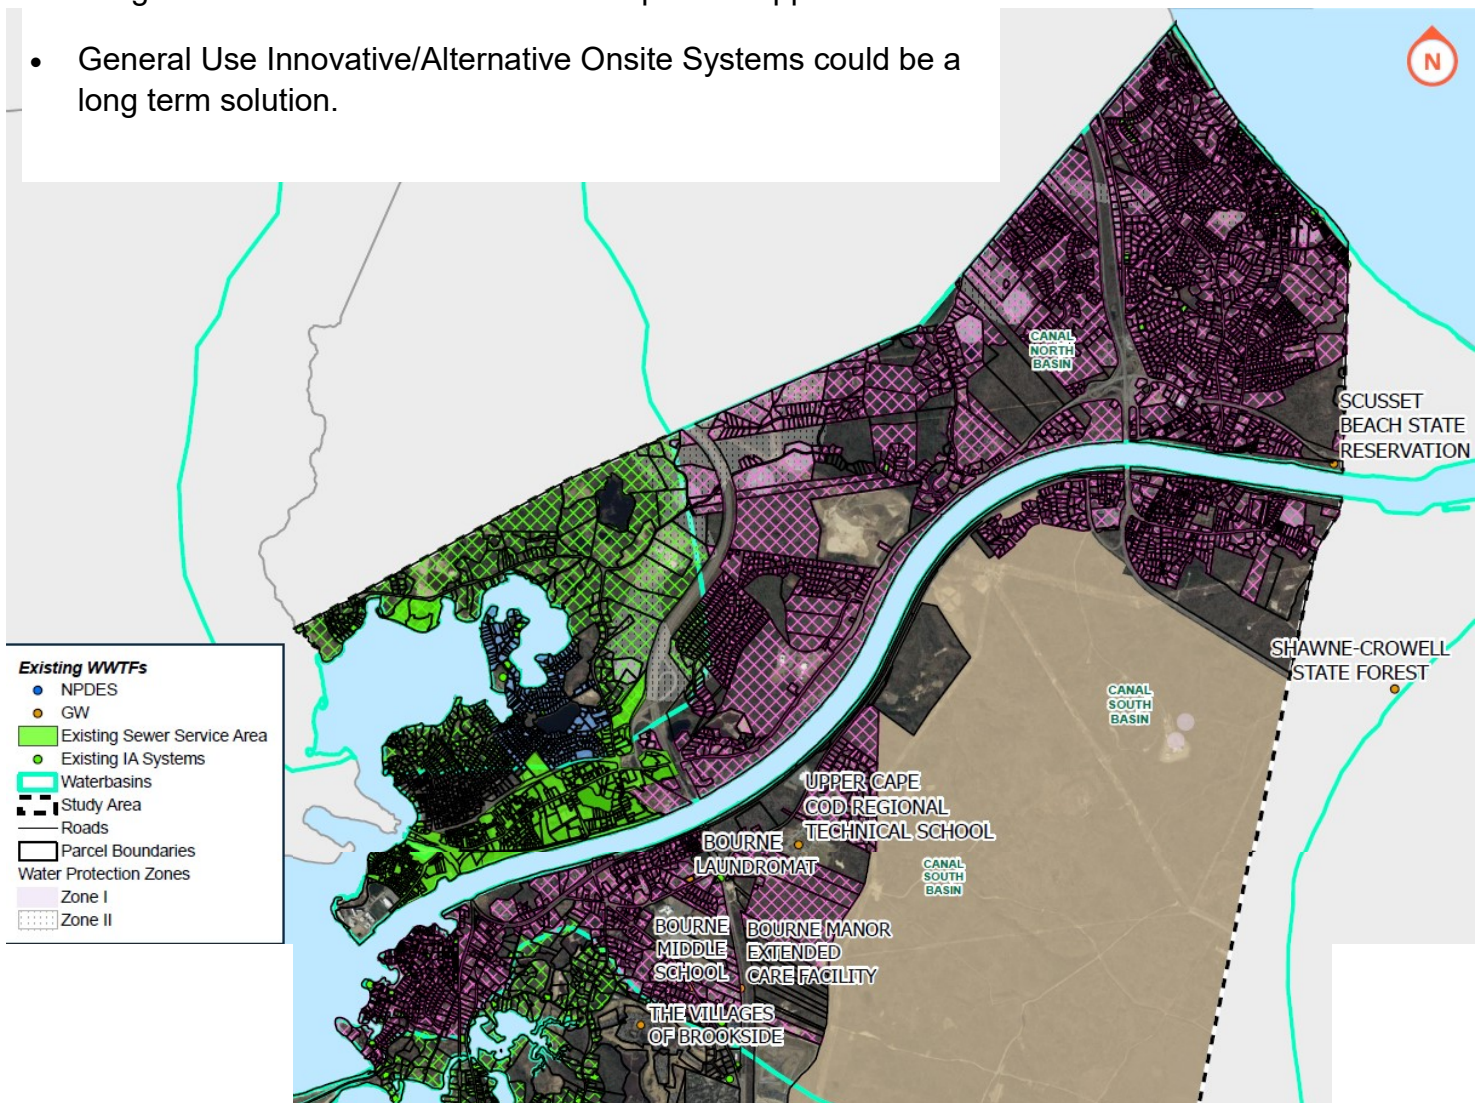 General Use Innovative/Alternative Onsite Systems could be a
long term solution.
N
CANAL
NORTH
BASIN
SCUSSET
BEACH STATE
RESERVATION
SHAWNE-CROWELL
STATE FOREST
CANAL
SOUTH
BASIN
Existing WWTFs
NPDES
GW
Existing Sewer Service Area
Existing IA Systems
Waterbasins
Study Area
Roads
Parcel Boundaries
Water Protection Zones
Zone I
Zone II
UPPER CAPE
COD REGIONAL
TECHNICAL SCHOOL
BOURNE
LAUNDROMAT
CANAL
SOUTH
BASIN
BOURNE
MIDDLE
SCHOOL
BOURNE MANOR
EXTENDED
CARE FACILITY
THE VILLAGES
OF BROOKSIDE